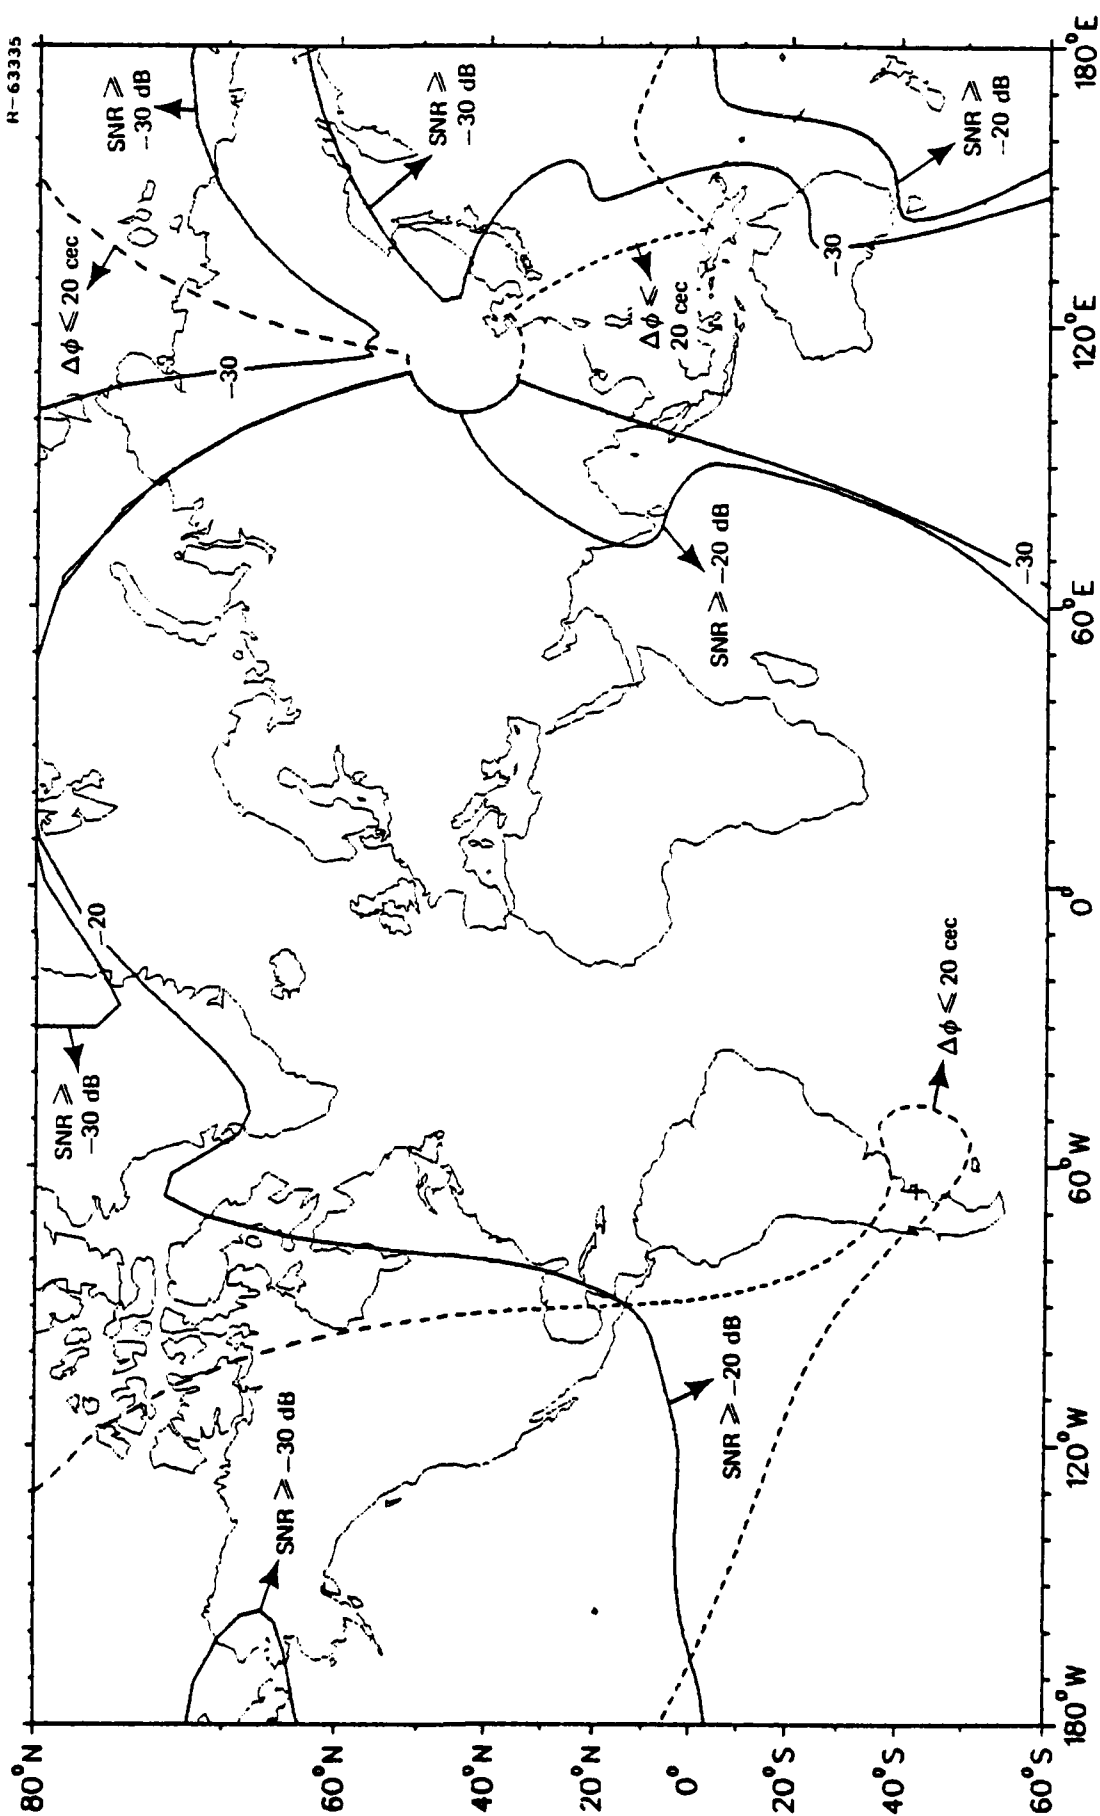 R-63335
SNR ⩾
-30 dB
SNR ⩾
-30 dB
SNR ⩾
-20 dB
Δϕ ⩽ 20 cec
-30
Δϕ ⩽
20 cec
-30
SNR ⩾ -20 dB
-30
-20
SNR ⩾
-30 dB
Δϕ ⩽ 20 cec
SNR ⩾ -30 dB
SNR ⩾ -20 dB
80°N
60°N
40°N
20°N
0°
20°S
40°S
60°S
180°W
120°W
60°W
0°
60°E
120°E
180°E